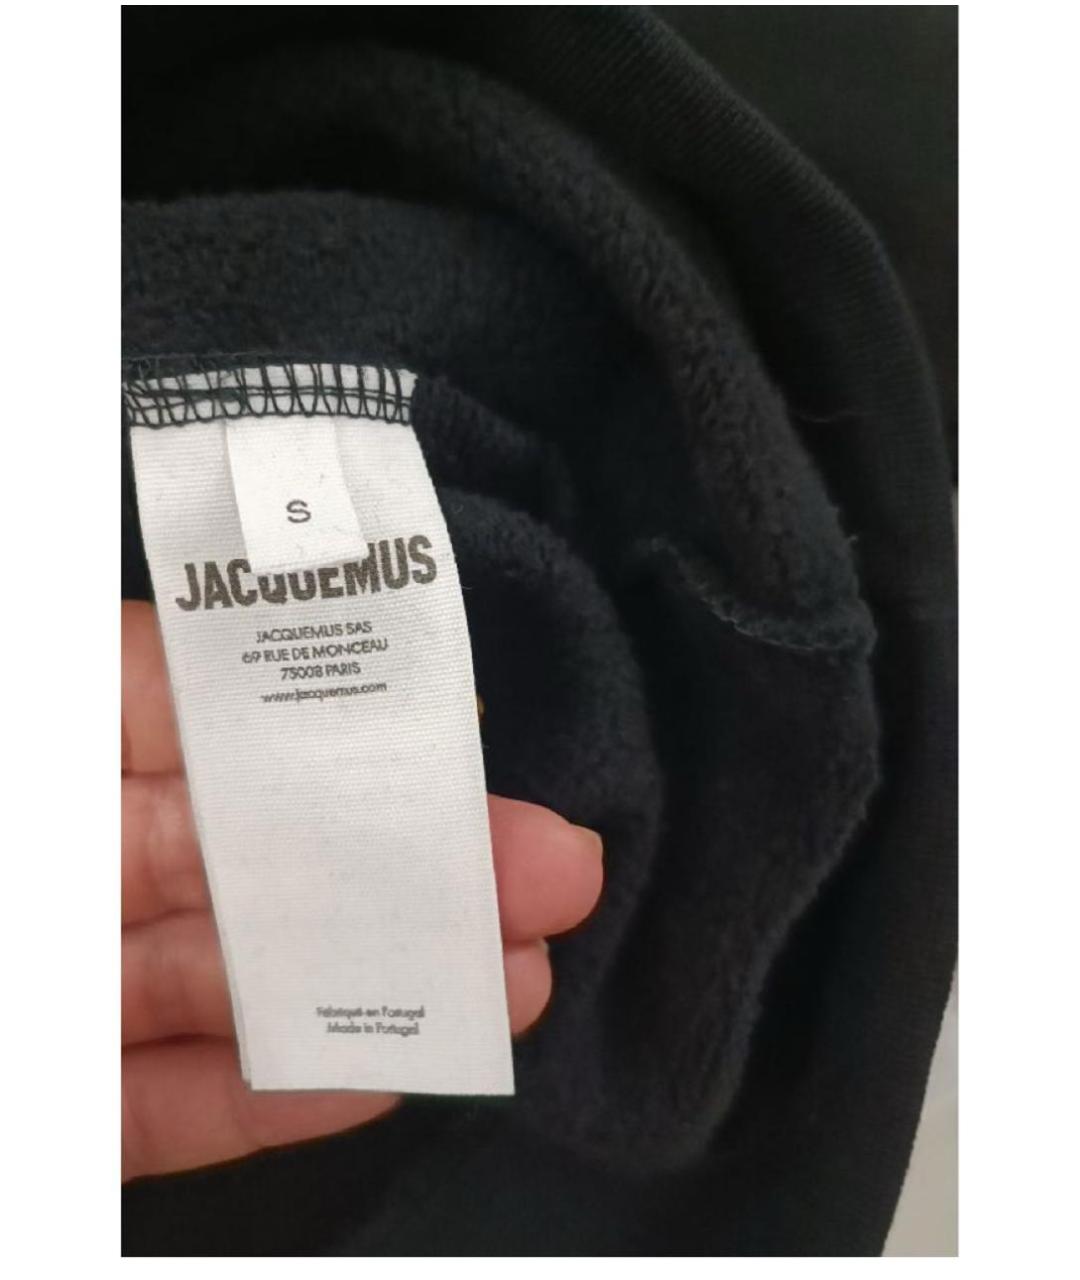 S
JACQUEMUS
JACQUEMUS SAS
69 RUE DE MONCEAU
75008 PARIS
www.jacquemus.com
Fabriqué en Portugal
Made in Portugal